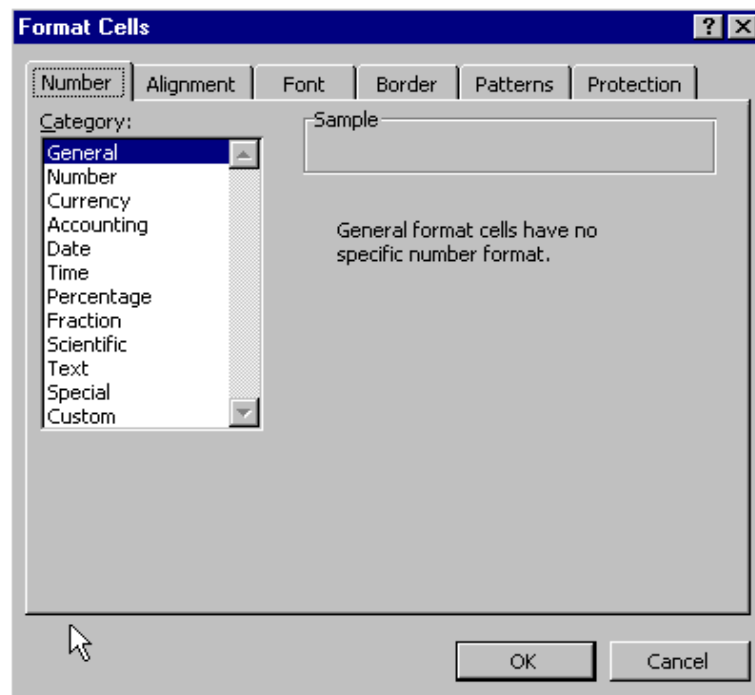 Format Cells
Number Alignment Font Border Patterns Protection
Category:
General
Number
Currency
Accounting
Date
Time
Percentage
Fraction
Scientific
Text
Special
Custom
Sample
General format cells have no
specific number format.
OK Cancel